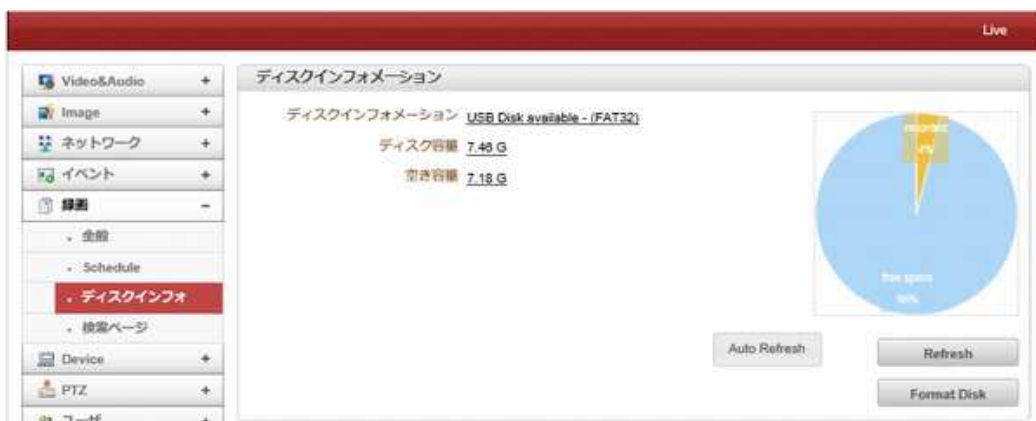 Live
Video&Audio +
Image +
ネットワーク +
イベント +
録画 -
. 全般
. Schedule
. ディスクインフォ
. 検索ページ
Device +
PTZ +
ディスクインフォメーション
ディスクインフォメーション USB Disk available - (FAT32)
ディスク容量 7.46 G
空き容量 7.18 G
recorded
4%
free space
96%
Auto Refresh
Refresh
Format Disk